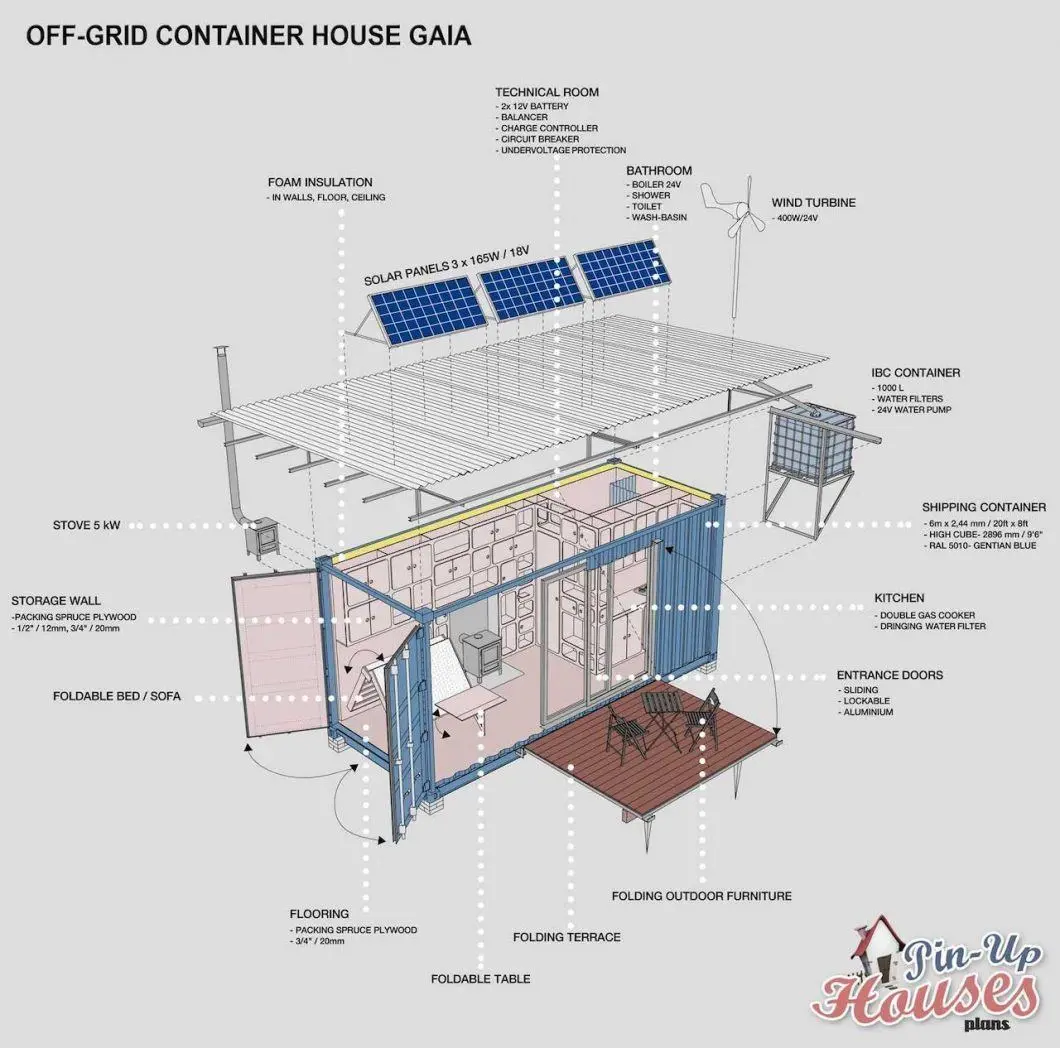 OFF-GRID CONTAINER HOUSE GAIA
TECHNICAL ROOM
- 2x 12V BATTERY
- BALANCER
- CHARGE CONTROLLER
- CIRCUIT BREAKER
- UNDERVOLTAGE PROTECTION
BATHROOM
- BOILER 24V
- SHOWER
- TOILET
- WASH-BASIN
FOAM INSULATION
- IN WALLS, FLOOR, CEILING
WIND TURBINE
- 400W/24V
SOLAR PANELS 3 x 165W / 18V
IBC CONTAINER
- 1000 L
- WATER FILTERS
- 24V WATER PUMP
STOVE 5 kW
SHIPPING CONTAINER
- 6m x 2,44 mm / 20ft x 8ft
- HIGH CUBE- 2896 mm / 9'6"
- RAL 5010- GENTIAN BLUE
STORAGE WALL
-PACKING SPRUCE PLYWOOD
- 1/2" / 12mm, 3/4" / 20mm
KITCHEN
- DOUBLE GAS COOKER
- DRINGING WATER FILTER
FOLDABLE BED / SOFA
ENTRANCE DOORS
- SLIDING
- LOCKABLE
- ALUMINIUM
FOLDING OUTDOOR FURNITURE
FLOORING
- PACKING SPRUCE PLYWOOD
- 3/4" / 20mm
FOLDING TERRACE
FOLDABLE TABLE
Pin-Up
Houses
plans